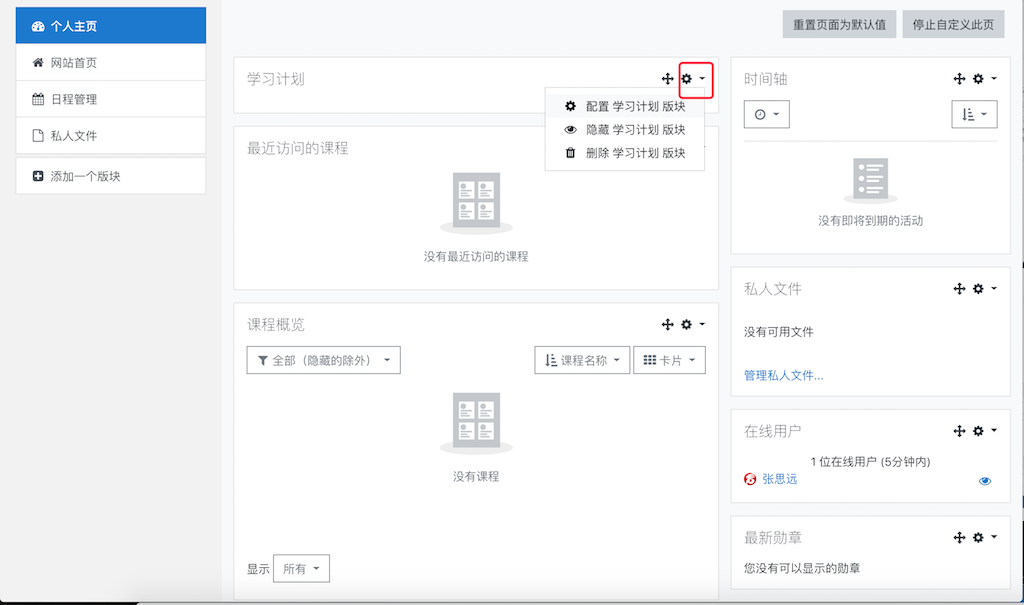 个人主页
网站首页
日程管理
私人文件
添加一个版块
重置页面为默认值
停止自定义此页
学习计划
配置 学习计划 版块
隐藏 学习计划 版块
删除 学习计划 版块
最近访问的课程
没有最近访问的课程
课程概览
全部（隐藏的除外）
课程名称
卡片
没有课程
显示
所有
时间轴
没有即将到期的活动
私人文件
没有可用文件
管理私人文件...
在线用户
1 位在线用户 (5分钟内)
张思远
最新勋章
您没有可以显示的勋章